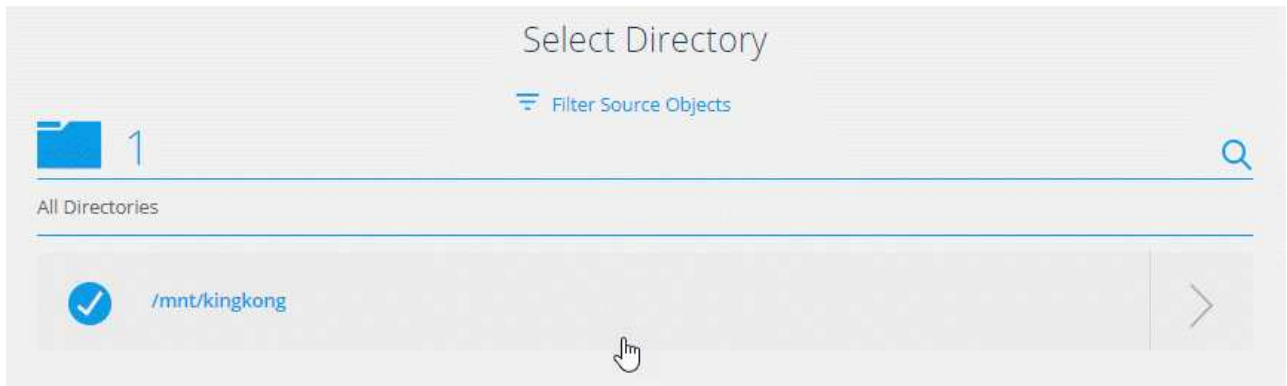 Select Directory
Filter Source Objects
1
All Directories
/mnt/kingkong